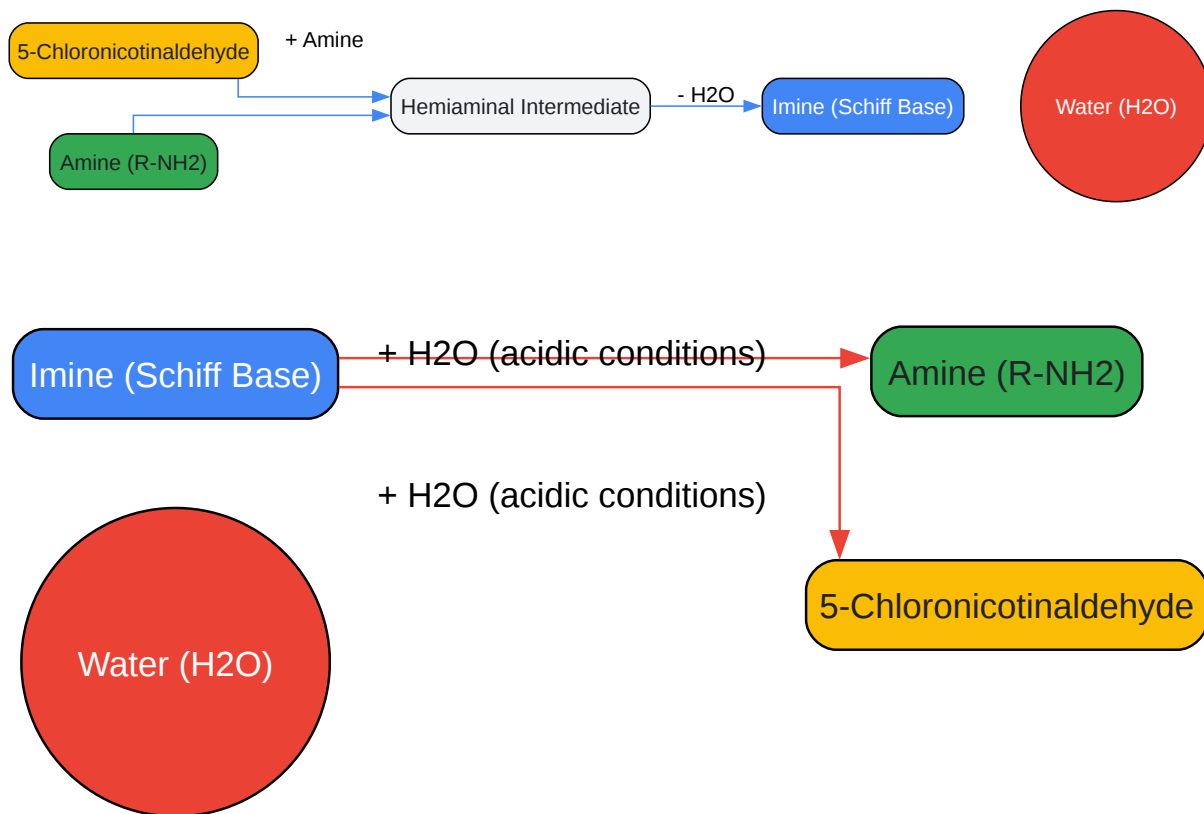 5-Chloronicotinaldehyde
+ Amine
Hemiaminal Intermediate
- H2O
Imine (Schiff Base)
Water (H2O)
Amine (R-NH2)
Imine (Schiff Base)
+ H2O (acidic conditions)
Amine (R-NH2)
+ H2O (acidic conditions)
5-Chloronicotinaldehyde
Water (H2O)